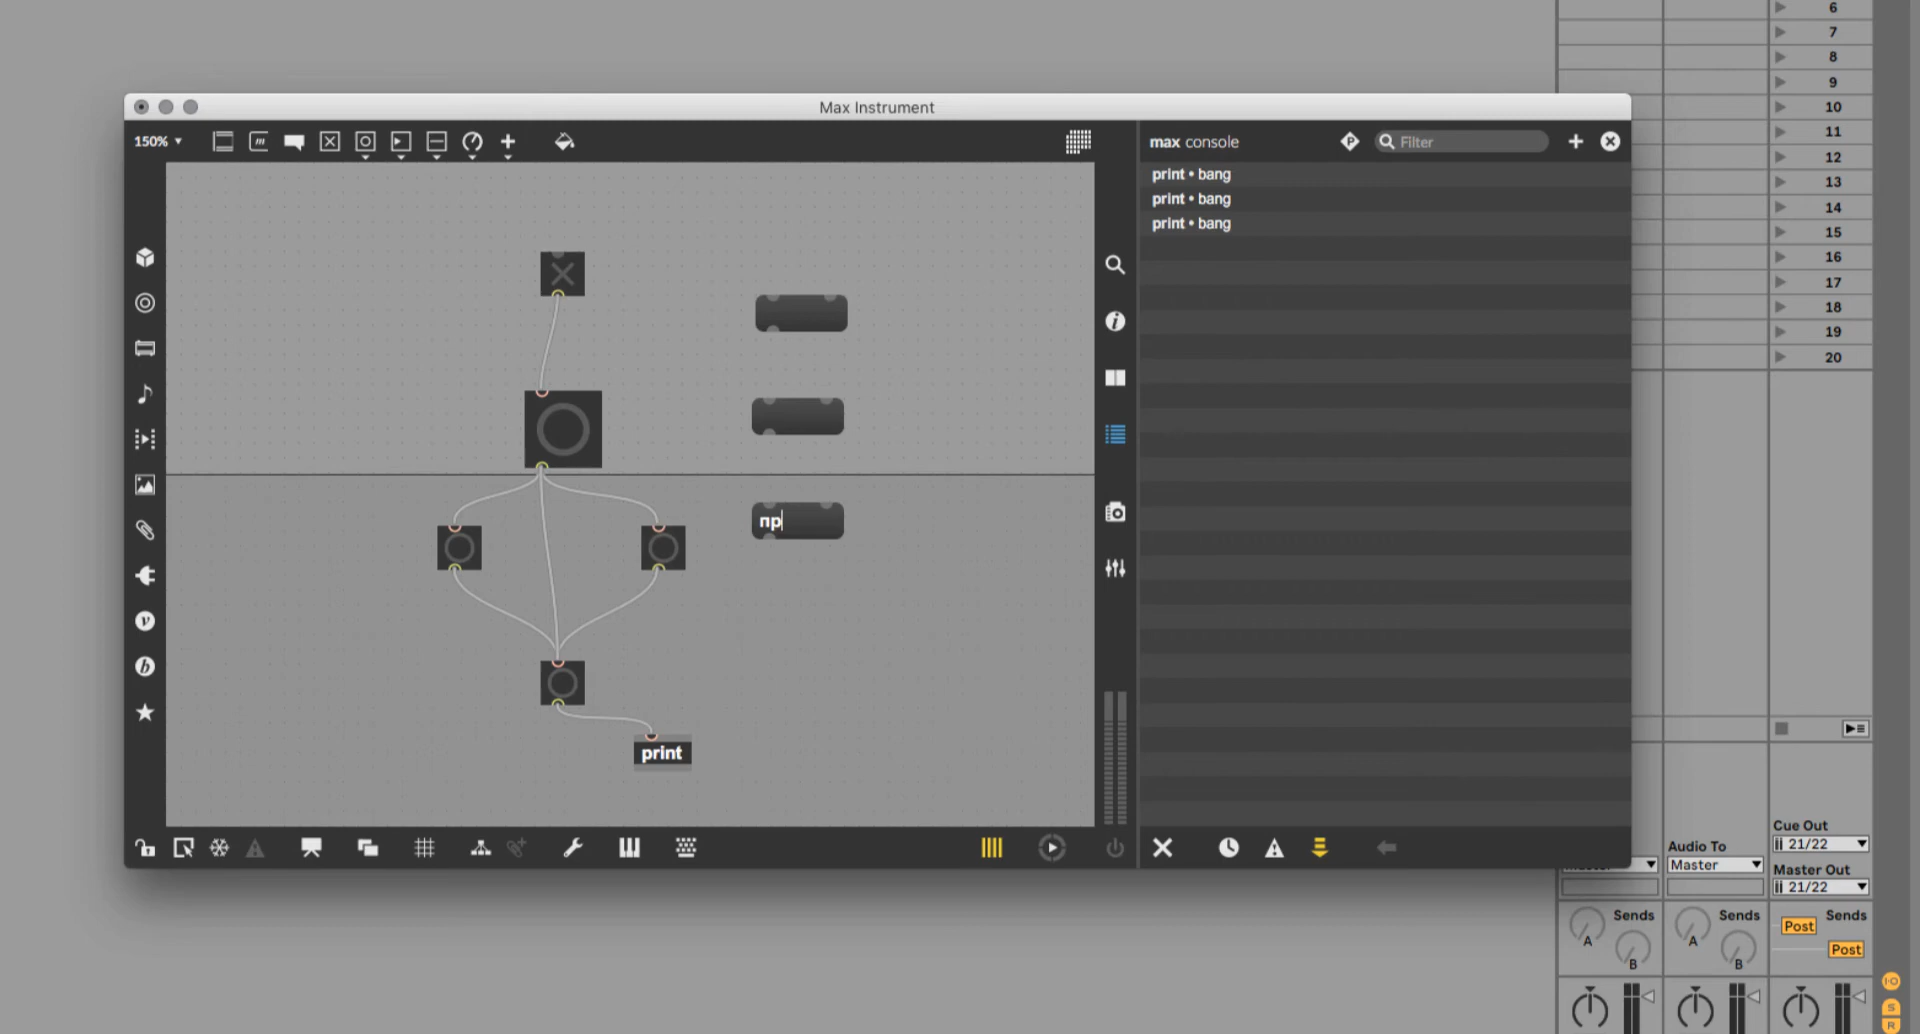 6
7
8
9
Max Instrument
10
150%
max console
Filter
11
12
print • bang
13
print • bang
14
print • bang
15
16
17
18
19
20
пр
print
Cue Out
21/22
Audio To
Master
Master Out
21/22
Sends
Sends
Sends
A
A
Post
B
B
Post
I·O
S
R